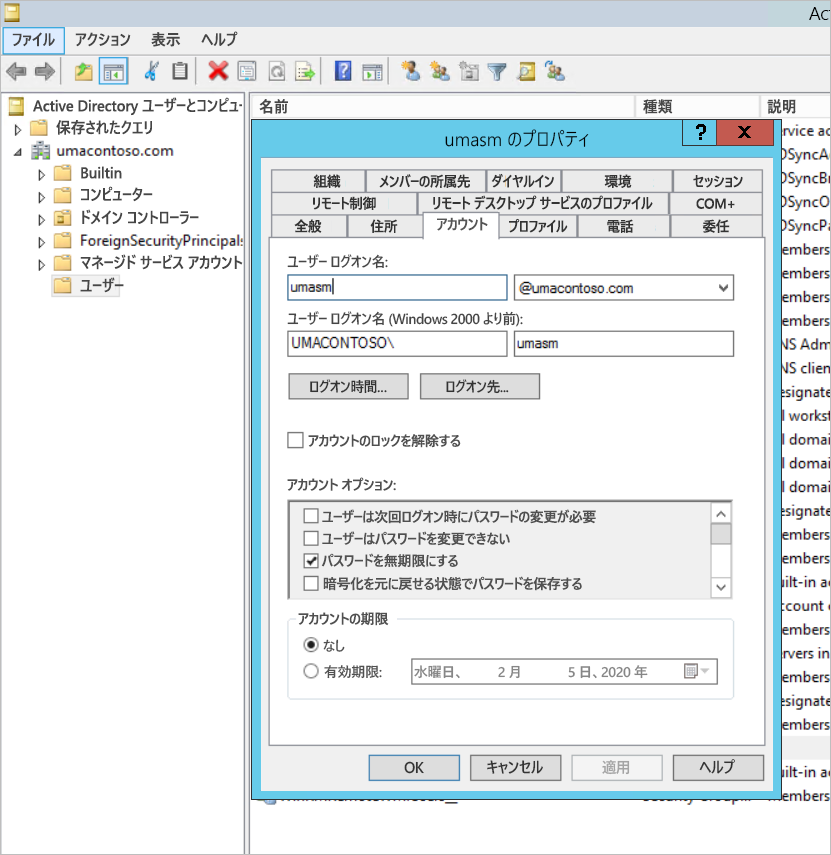 Ac
ファイル アクション 表示 ヘルプ
Active Directory ユーザーとコンピュ-
保存されたクエリ
umacontoso.com
Builtin
コンピューター
ドメイン コントローラー
ForeignSecurityPrincipals
マネージド サービス アカウント
ユーザー
名前 種類 説明
umasm のプロパティ
? X
組織 メンバーの所属先 ダイヤルイン 環境 セッション
リモート制御 リモート デスクトップ サービスのプロファイル COM+
全般 住所 アカウント プロファイル 電話 委任
ユーザー ログオン名:
umasm @umacontoso.com
ユーザー ログオン名 (Windows 2000 より前):
UMACONTOSO\ umasm
ログオン時間... ログオン先...
アカウントのロックを解除する
アカウント オプション:
ユーザーは次回ログオン時にパスワードの変更が必要
ユーザーはパスワードを変更できない
パスワードを無期限にする
暗号化を元に戻せる状態でパスワードを保存する
アカウントの期限
なし
有効期限: 水曜日、 2 月 5 日、2020 年
OK キャンセル 適用 ヘルプ
rvice ac
DSyncA
DSyncBr
DSyncO
DSyncPa
embers
embers
embers
embers
NS Adm
NS clien
esignate
l workst
l domai
l domai
l domai
esignate
embers
embers
uilt-in a
ccount
embers
rvers in
embers
esignate
embers
uilt-in a
embers